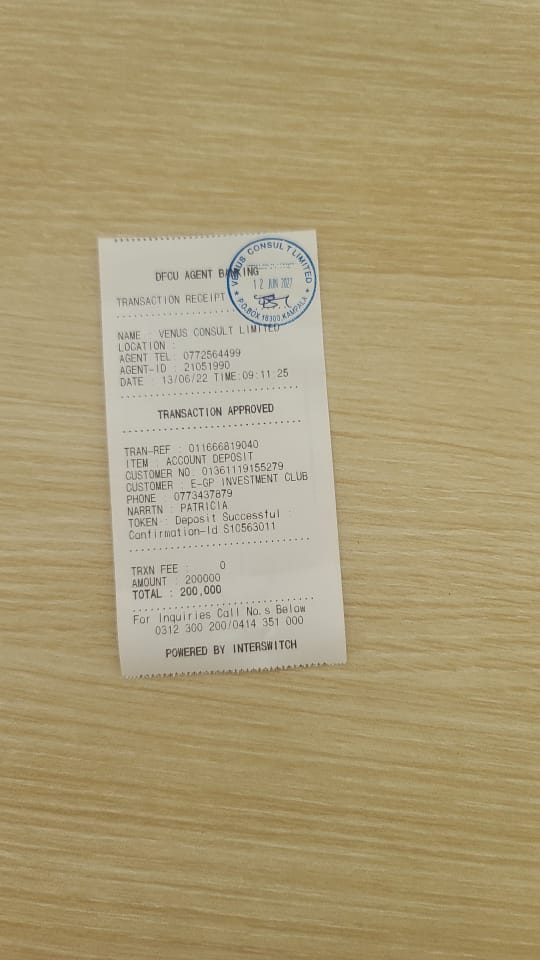 DFCU AGENT BANKING
TRANSACTION RECEIPT
VENUS CONSULT LIMITED
12 JUN 2022
P.O.BOX 16300, KAMPALA
NAME : VENUS CONSULT LIMITED
LOCATION :
AGENT TEL: 0772564499
AGENT-ID : 21051990
DATE : 13/06/22 TIME:09:11:25
TRANSACTION APPROVED
TRAN-REF : 011666819040
ITEM : ACCOUNT DEPOSIT
CUSTOMER NO. 01361119155279
CUSTOMER : E-GP INVESTMENT CLUB
PHONE : 0773437879
NARRTN : PATRICIA
TOKEN : Deposit Successful :
Confirmation-Id S10563011
TRXN FEE : 0
AMOUNT : 200000
TOTAL : 200,000
For Inquiries Call No.s Below
0312 300 200/0414 351 000
POWERED BY INTERSWITCH